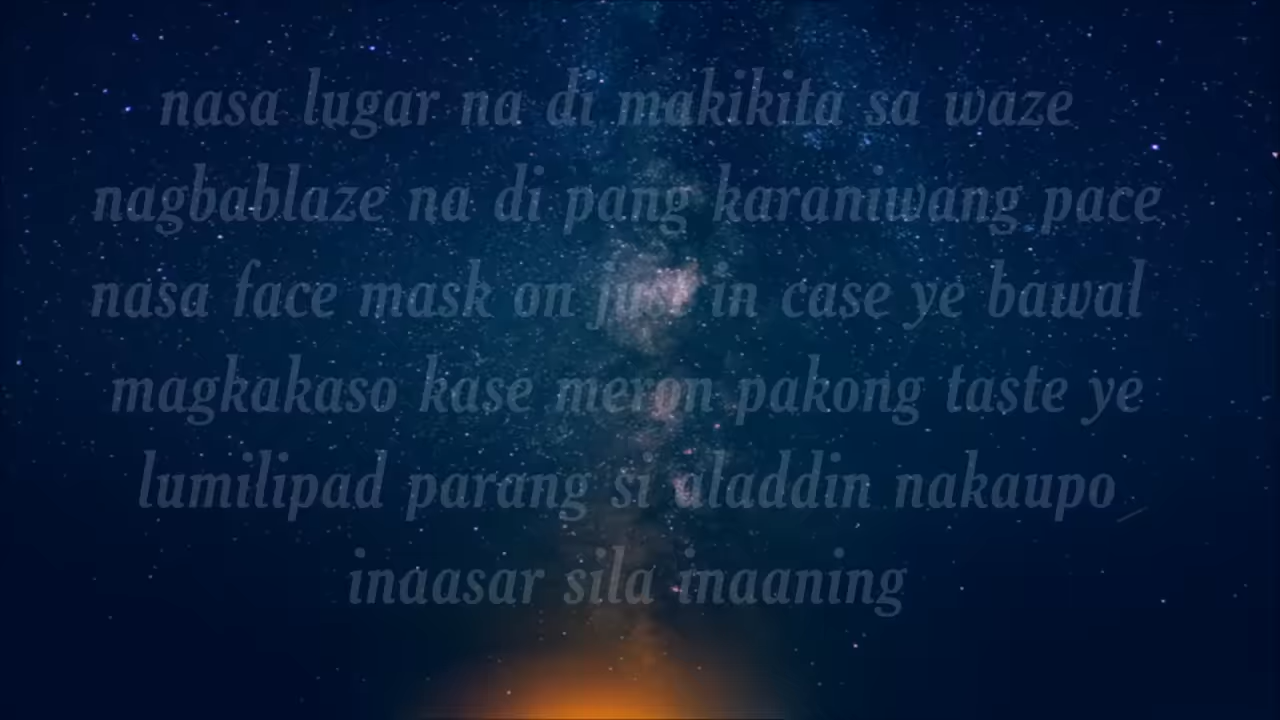 nasa lugar na di makikita sa waze
nagbablaze na di pang karaniwang pace
nasa face mask on just in case ye bawal
magkakaso kase meron pakong taste ye
lumilipad parang si aladdin nakaupo
inaasar sila inaaning